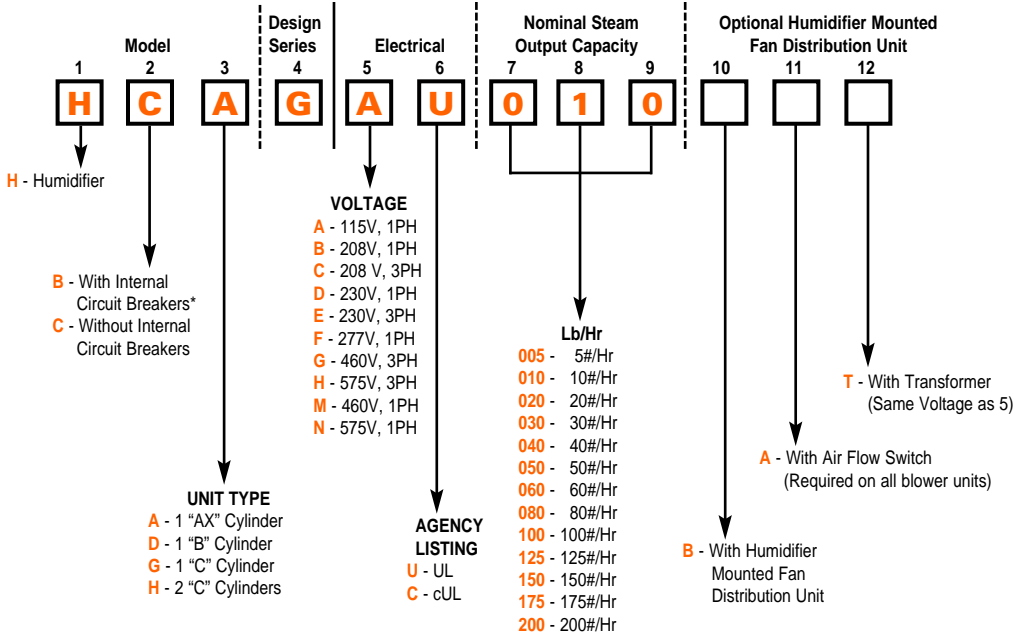 Model
Design
Series
Electrical
Nominal Steam
Output Capacity
Optional Humidifier Mounted
Fan Distribution Unit
1 2 3 4 5 6 7 8 9 10 11 12
H C A G A U 0 1 0
H - Humidifier
B - With Internal
Circuit Breakers*
C - Without Internal
Circuit Breakers
UNIT TYPE
A - 1 “AX” Cylinder
D - 1 “B” Cylinder
G - 1 “C” Cylinder
H - 2 “C” Cylinders
VOLTAGE
A - 115V, 1PH
B - 208V, 1PH
C - 208 V, 3PH
D - 230V, 1PH
E - 230V, 3PH
F - 277V, 1PH
G - 460V, 3PH
H - 575V, 3PH
M - 460V, 1PH
N - 575V, 1PH
AGENCY
LISTING
U - UL
C - cUL
Lb/Hr
005 - 5#/Hr
010 - 10#/Hr
020 - 20#/Hr
030 - 30#/Hr
040 - 40#/Hr
050 - 50#/Hr
060 - 60#/Hr
080 - 80#/Hr
100 - 100#/Hr
125 - 125#/Hr
150 - 150#/Hr
175 - 175#/Hr
200 - 200#/Hr
B - With Humidifier
Mounted Fan
Distribution Unit
A - With Air Flow Switch
(Required on all blower units)
T - With Transformer
(Same Voltage as 5)